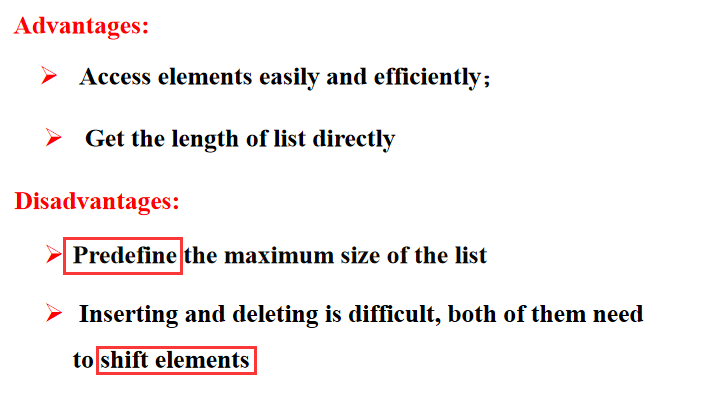 Advantages:
Access elements easily and efficiently；
Get the length of list directly
Disadvantages:
Predefine the maximum size of the list
Inserting and deleting is difficult, both of them need
to shift elements